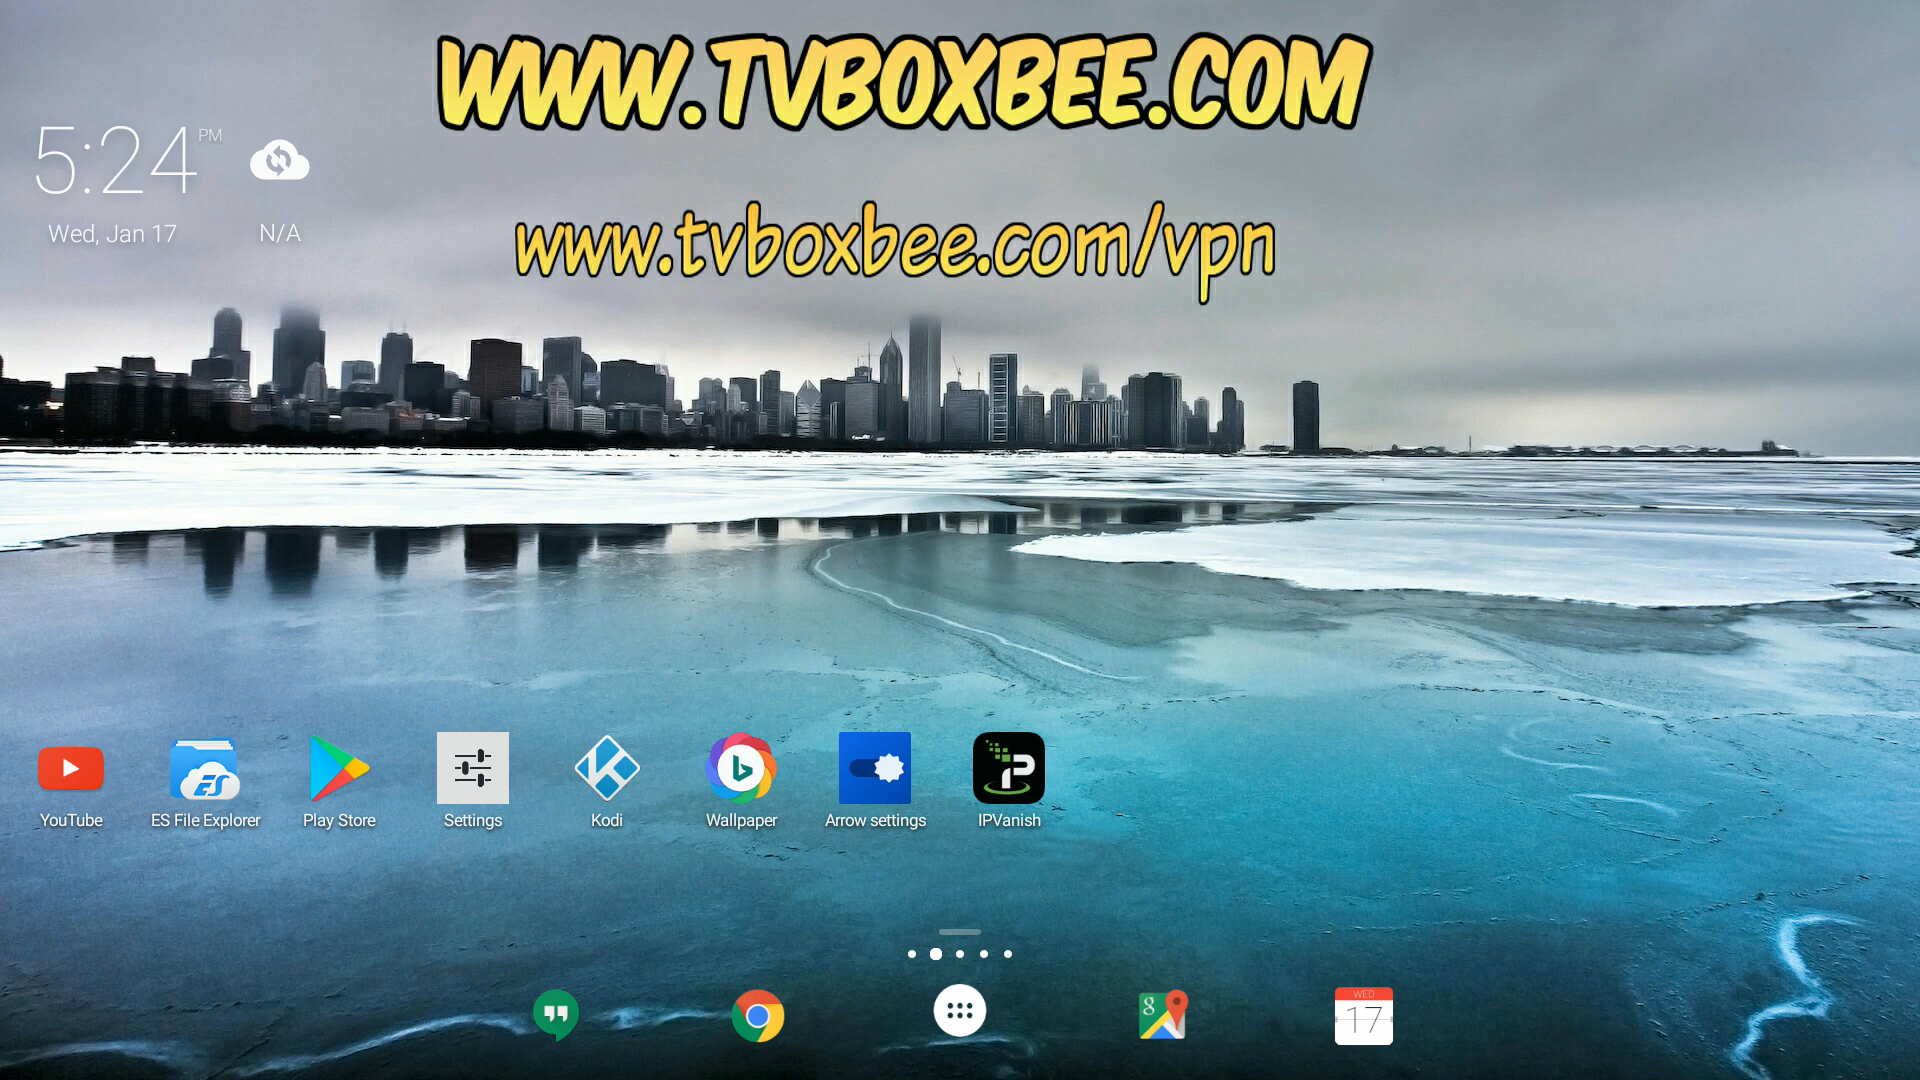 WWW.TVBOXBEE.COM
5:24 PM
Wed, Jan 17
N/A
www.tvboxbee.com/vpn
ES
b
P
YouTube
ES File Explorer
Play Store
Settings
Kodi
Wallpaper
Arrow settings
IPVanish
g
WED
17